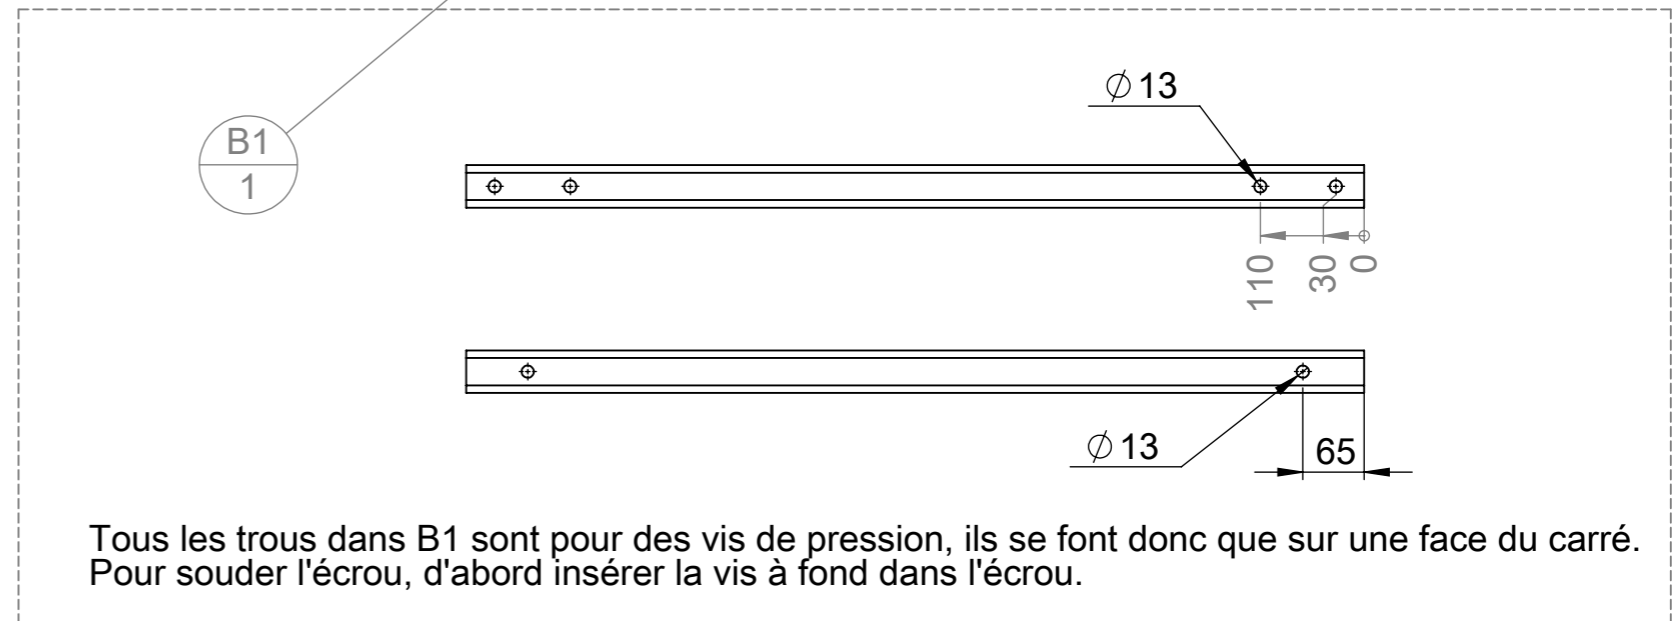 Ø 13
B1
1
110
30
0
Ø 13
65
Tous les trous dans B1 sont pour des vis de pression, ils se font donc que sur une face du carré.
Pour souder l'écrou, d'abord insérer la vis à fond dans l'écrou.